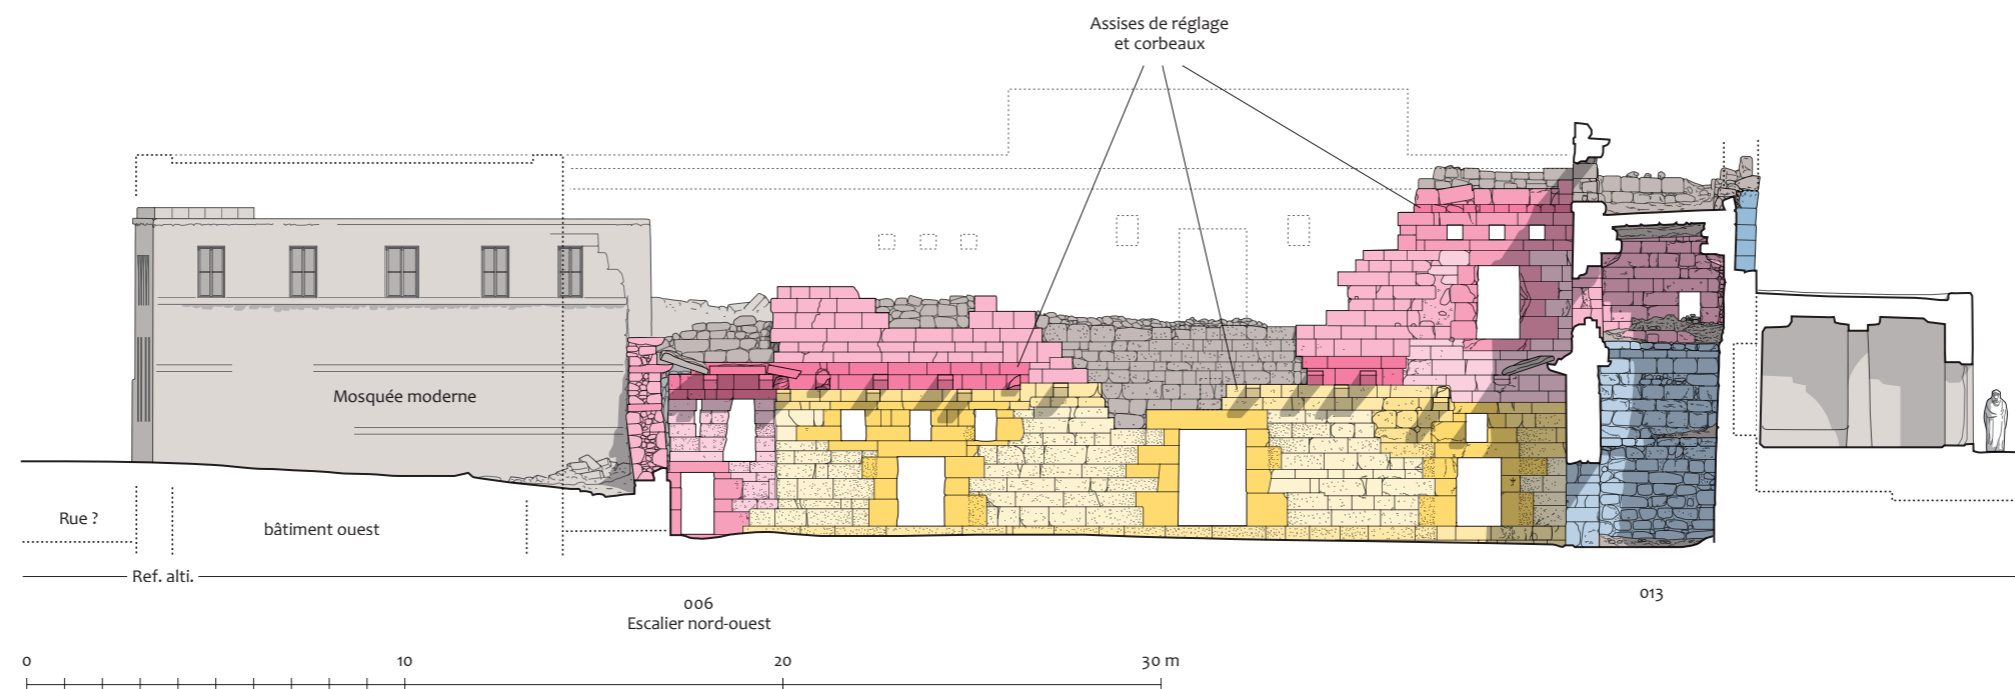 Assises de réglage
et corbeaux
Mosquée moderne
Rue ?
bâtiment ouest
Ref. alti.
006
Escalier nord-ouest
013
0 10 20 30 m